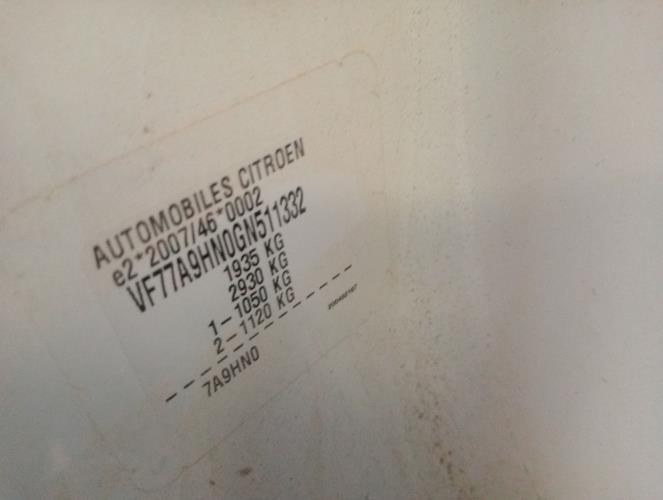 AUTOMOBILES CITROEN
e2*2007/46*0002
VF77A9HN0GN511332
1935 KG
2930 KG
1-1050 KG
2-1120 KG
7A9HN0